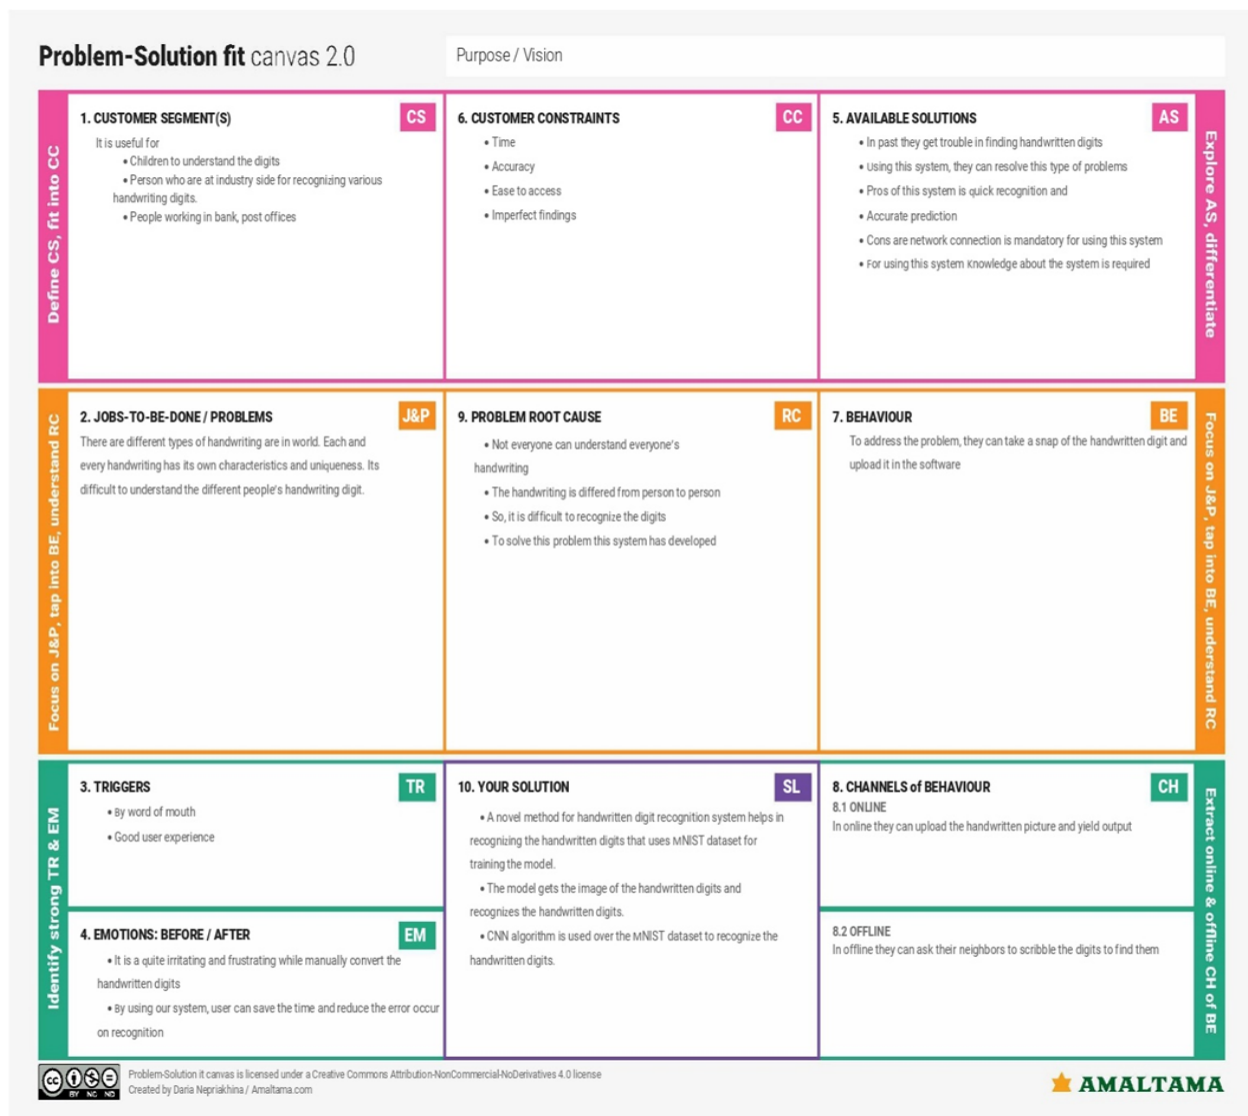 Problem-Solution fit canvas 2.0
Purpose / Vision
Define CS, fit into CC
1. CUSTOMER SEGMENT(S)
CS
It is useful for
• Children to understand the digits
• Person who are at industry side for recognizing various
handwriting digits.
• People working in bank, post offices
6. CUSTOMER CONSTRAINTS
CC
• Time
• Accuracy
• Ease to access
• Imperfect findings
5. AVAILABLE SOLUTIONS
AS
• In past they get trouble in finding handwritten digits
• Using this system, they can resolve this type of problems
• Pros of this system is quick recognition and
• Accurate prediction
• Cons are network connection is mandatory for using this system
• For using this system Knowledge about the system is required
Explore AS, differentiate
Focus on J&P, tap into BE, understand RC
2. JOBS-TO-BE-DONE / PROBLEMS
J&P
There are different types of handwriting are in world. Each and
every handwriting has its own characteristics and uniqueness. Its
difficult to understand the different people's handwriting digit.
9. PROBLEM ROOT CAUSE
RC
• Not everyone can understand everyone's
handwriting
• The handwriting is differed from person to person
• So, it is difficult to recognize the digits
• To solve this problem this system has developed
7. BEHAVIOUR
BE
To address the problem, they can take a snap of the handwritten digit and
upload it in the software
Focus on J&P, tap into BE, understand RC
Identify strong TR & EM
3. TRIGGERS
TR
• By word of mouth
• Good user experience
4. EMOTIONS: BEFORE / AFTER
EM
• It is a quite irritating and frustrating while manually convert the
handwritten digits
• By using our system, user can save the time and reduce the error occur
on recognition
10. YOUR SOLUTION
SL
• A novel method for handwritten digit recognition system helps in
recognizing the handwritten digits that uses MNIST dataset for
training the model.
• The model gets the image of the handwritten digits and
recognizes the handwritten digits.
• CNN algorithm is used over the MNIST dataset to recognize the
handwritten digits.
8. CHANNELS of BEHAVIOUR
CH
8.1 ONLINE
In online they can upload the handwritten picture and yield output
8.2 OFFLINE
In offline they can ask their neighbors to scribble the digits to find them
Extract online & offline CH of BE
cc
BY NC ND
Problem-Solution it canvas is licensed under a Creative Commons Attribution-NonCommercial-NoDerivatives 4.0 license
Created by Daria Nepriakhina / Amaltama.com
AMALTAMA